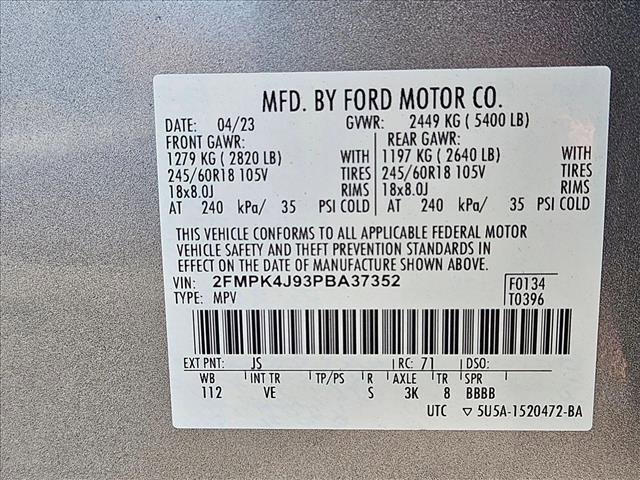 MFD. BY FORD MOTOR CO.
DATE: 04/23 GVWR: 2449 KG ( 5400 LB)
FRONT GAWR: REAR GAWR:
1279 KG ( 2820 LB) WITH 1197 KG ( 2640 LB) WITH
245/60R18 105V TIRES 245/60R18 105V TIRES
18x8.0J RIMS 18x8.0J RIMS
AT 240 kPa/ 35 PSI COLD AT 240 kPa/ 35 PSI COLD
THIS VEHICLE CONFORMS TO ALL APPLICABLE FEDERAL MOTOR
VEHICLE SAFETY AND THEFT PREVENTION STANDARDS IN
EFFECT ON THE DATE OF MANUFACTURE SHOWN ABOVE.
VIN: 2FMPK4J93PBA37352 F0134
TYPE: MPV T0396
EXT PNT: JS RC: 71 DSO:
WB INT TR TP/PS R AXLE TR SPR
112 VE S 3K 8 BBBB
UTC ▽ 5U5A-1520472-BA